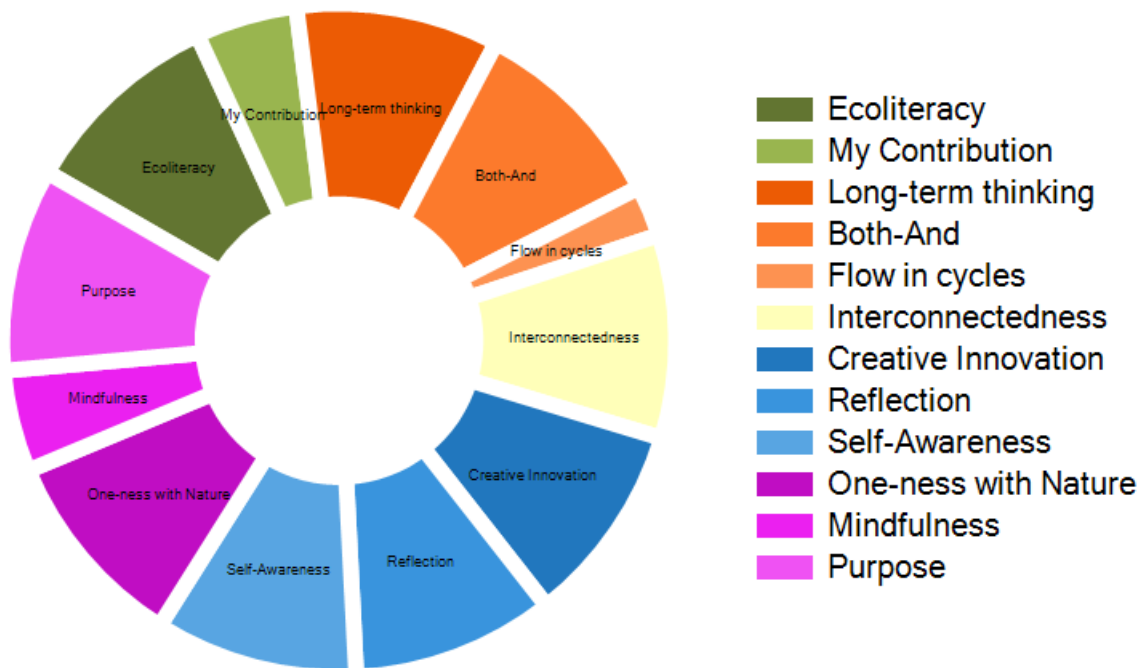 My Contribution
Long-term thinking
Ecoliteracy
Both-And
Flow in cycles
Purpose
Interconnectedness
Mindfulness
Creative Innovation
One-ness with Nature
Reflection
Self-Awareness
Ecoliteracy
My Contribution
Long-term thinking
Both-And
Flow in cycles
Interconnectedness
Creative Innovation
Reflection
Self-Awareness
One-ness with Nature
Mindfulness
Purpose